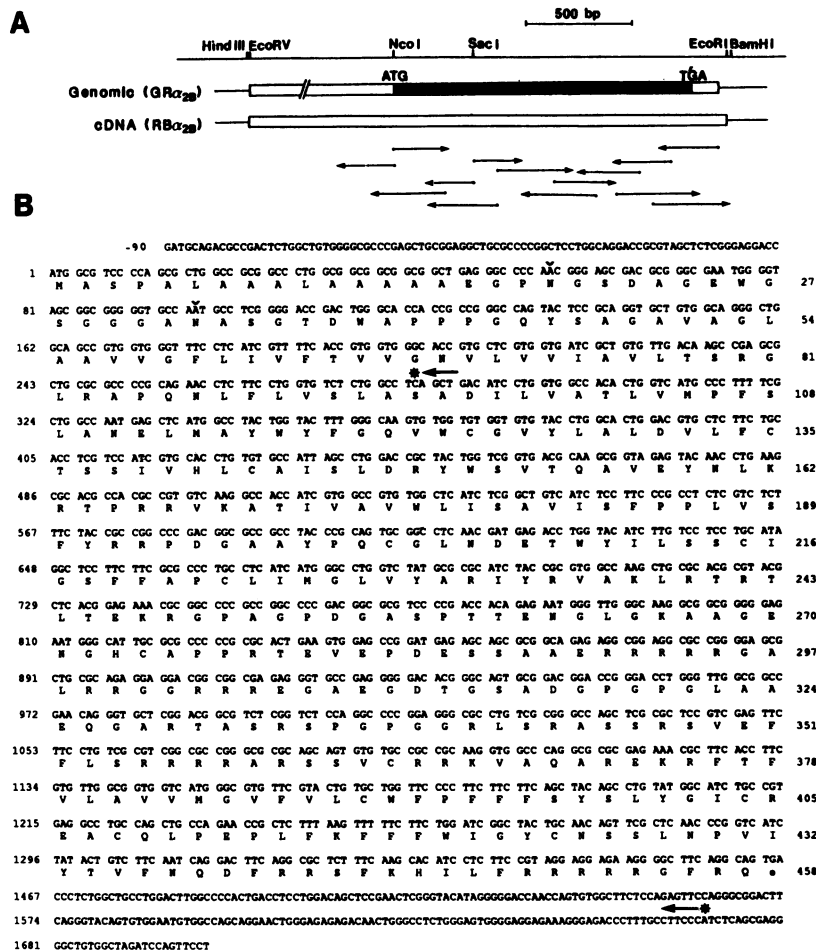 A
500 bp
Hind III EcoRV Nco I Sac I EcoRI BamHI
ATG TGA
Genomic (GRα2B)
cDNA (RBα2B)
B
-90 GATGCAGACGCCGACTCTGGCTGTGGGGCGCCCGAGCTGCGGAGGCTGCGCCCCGGCTCCTGGCAGGACCGCGTAGCTCTCGGGAGGACC
1 ATG GCG TCC CCA GCG CTG GCC GCG GCC CTG GCG GCG GCG GCG GCT GAG GGC CCC AAC GGG AGC GAC GCG GGC GAA TGG GGT
M A S P A L A A A L A A A A A E G P N G S D A G E W G 27
81 AGC GGC GGG GGT GCC AAT GCC TCG GGG ACC GAC TGG GCA CCA CCG CCG GGC CAG TAC TCC GCA GGT GCT GTG GCA GGG CTG
S G G G A N A S G T D W A P P P G Q Y S A G A V A G L 54
162 GCA GCC GTG GTG GGT TTC CTC ATC GTT TTC ACC GTG GTG GGC AAC GTG CTC GTG GTG ATC GCT GTG TTG ACA AGC CGA GCG
A A V V G F L I V F T V V G N V L V V I A V L T S R G 81
243 CTG CGC GCC CCG CAG AAC CTC TTC CTG GTG TCT CTG GCC TCA GCT GAC ATC CTG GTG GCC ACA CTG GTC ATG CCC TTT TCG
L R A P Q N L F L V S L A S A D I L V A T L V M P F S 108
324 CTG GCC AAT GAG CTC ATG GCC TAC TGG TAC TTT GGG CAA GTG TGG TGT GGT GTG TAC CTG GCA CTG GAC GTG CTC TTC TGC
L A N E L M A Y W Y F G Q V W C G V Y L A L D V L F C 135
405 ACC TCG TCC ATC GTG CAC CTG TGT GCC ATT AGC CTG GAC CGC TAC TGG TCG GTG ACG CAA GCG GTA GAG TAC AAC CTG AAG
T S S I V H L C A I S L D R Y W S V T Q A V E Y N L K 162
486 CGC ACG CCA CGC CGT GTC AAG GCC ACC ATC GTG GCC GTG TGG CTC ATC TCG GCT GTC ATC TCC TTC CCG CCT CTC GTC TCT
R T P R R V K A T I V A V W L I S A V I S F P P L V S 189
567 TTC TAC CGC CGG CCC GAC GGC GCC GCC TAC CCG CAG TGC GGC CTC AAC GAT GAG ACC TGG TAC ATC TTG TCC TCC TGC ATA
F Y R R P D G A A Y P Q C G L N D E T W Y I L S S C I 216
648 GGC TCC TTC TTC GCG CCC TGC CTC ATC ATG GGC CTG GTC TAT GCG CGC ATC TAC CGC GTG GCC AAG CTG CGC ACG CGT ACG
G S F F A P C L I M G L V Y A R I Y R V A K L R T R T 243
729 CTC ACG GAG AAA CGC GGC CCC GCC GGC CCC GAC GGC GCG TCC CCG ACC ACA GAG AAT GGG TTG GGC AAG GCG GCG GGG GAG
L T E K R G P A G P D G A S P T T E N G L G K A A G E 270
810 AAT GGG CAT TGC GCG CCC CCG CGC ACT GAA GTG GAG CCG GAT GAG AGC AGC GCG GCA GAG AGG CGG AGG CGC CGG GGA GCG
N G H C A P P R T E V E P D E S S A A E R R R R G A 297
891 CTG CGC AGA GGA GGA CGG CGG CGA GAG GGT GCC GAG GGG GAC ACG GGC AGT GCG GAC GGA CCG GGA CCT GGG TTG GCG GCC
L R R G G R R R E G A E G D T G S A D G P G P G L A A 324
972 GAA CAG GGT GCT CGG ACG GCG TCT CGG TCT CCA GGC CCC GGA GGG CGC CTG TCG CGG GCC AGC TCG CGC TCC GTC GAG TTC
E Q G A R T A S R S P G P G G R L S R A S S R S V E F 351
1053 TTC CTG TCG CGT CGG CGC CGG GCG CGC AGC AGT GTG TGC CGC CGC AAG GTG GCC CAG GCG CGC GAG AAA CGC TTC ACC TTC
F L S R R R R A R S S V C R R K V A Q A R E K R F T F 378
1134 GTG TTG GCG GTG GTC ATG GGC GTG TTC GTA CTG TGC TGG TTC CCC TTC TTC TTC AGC TAC AGC CTG TAT GGC ATC TGC CGT
V L A V V M G V F V L C W F P F F F S Y S L Y G I C R 405
1215 GAG GCC TGC CAG CTG CCA GAA CCG CTC TTT AAG TTT TTC TTC TGG ATC GGC TAC TGC AAC AGT TCG CTC AAC CCG GTC ATC
E A C Q L P E P L F K F F F W I G Y C N S S L N P V I 432
1296 TAT ACT GTC TTC AAT CAG GAC TTC AGG CGC TCT TTC AAG CAC ATC CTC TTC CGT AGG AGG AGA AGG GGC TTC AGG CAG TGA
Y T V F N Q D F R R S F K H I L F R R R R R G F R Q 458
1467 CCCTCTGGCTGCCTGGACTTGGCCCCACTGACCTCCTGGACAGCTCCGAACTCGGGTACATAGGGGGACCAACCAGTGTGGCTTCTCCAGAGTTCCAGGGCGGACTT
1574 CAGGGTACAGTGTGGAATGTGGCCAGCAGGAATGGGAGAGAGACAACTGGGCCCTCTGGGAGTGGGGAGGAGAAAGGGAGACCCTTTGCCTTCCCATCTCAGCGAGG
1681 GGCTGTGGCTAGATCCAGTTCCT